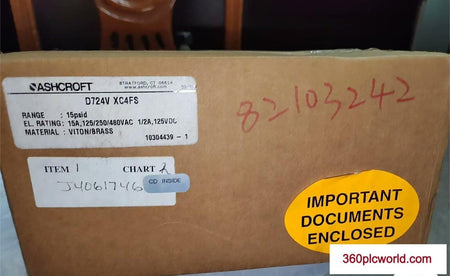 ASHCROFT
STRATFORD, CT 06614
www.ashcroft.com
D724V XC4FS
RANGE : 15psid
EL. RATING: 15A,125/250/480VAC 1/2A,125VDC
MATERIAL : VITON/BRASS
10304439 - 1
82103242
ITEM 1 CHART A
J4061746
CD INSIDE
IMPORTANT
DOCUMENTS
ENCLOSED
360plcworld.com